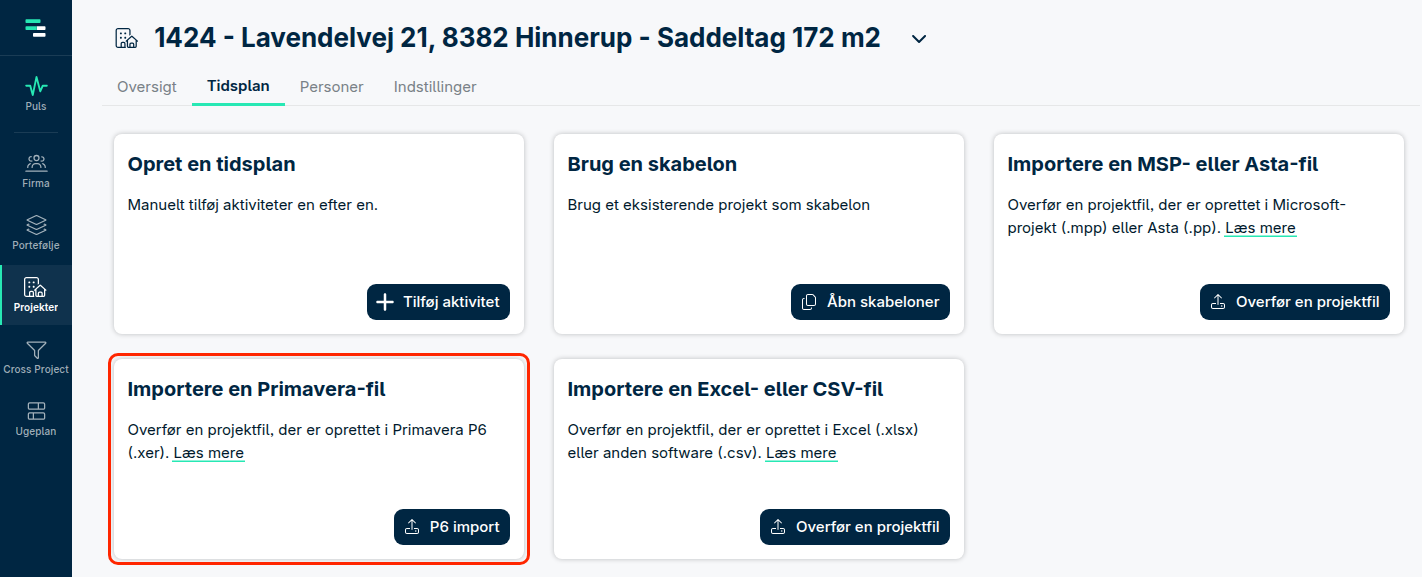 1424 - Lavendelvej 21, 8382 Hinnerup - Saddeltag 172 m2
Oversigt
Tidsplan
Personer
Indstillinger
Puls
Firma
Portefølje
Projekter
Cross Project
Ugeplan
Opret en tidsplan
Manuelt tilføj aktiviteter en efter en.
Tilføj aktivitet
Brug en skabelon
Brug et eksisterende projekt som skabelon
Åbn skabeloner
Importere en MSP- eller Asta-fil
Overfør en projektfil, der er oprettet i Microsoft-
projekt (.mpp) eller Asta (.pp). Læs mere
Overfør en projektfil
Importere en Primavera-fil
Overfør en projektfil, der er oprettet i Primavera P6
(.xer). Læs mere
P6 import
Importere en Excel- eller CSV-fil
Overfør en projektfil, der er oprettet i Excel (.xlsx)
eller anden software (.csv). Læs mere
Overfør en projektfil